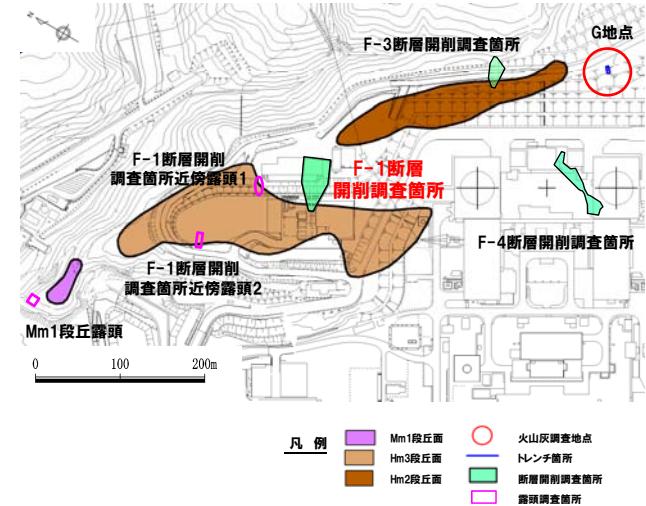 G地点
F-3断層開削調査箇所
F-1断層開削
調査箇所近傍露頭1
F-1断層
開削調査箇所
F-4断層開削調査箇所
F-1断層開削
調査箇所近傍露頭2
Mm1段丘露頭
0 100 200m
凡 例
Mm1段丘面 火山灰調査地点
Hm3段丘面 トレンチ箇所
Hm2段丘面 断層開削調査箇所
露頭調査箇所